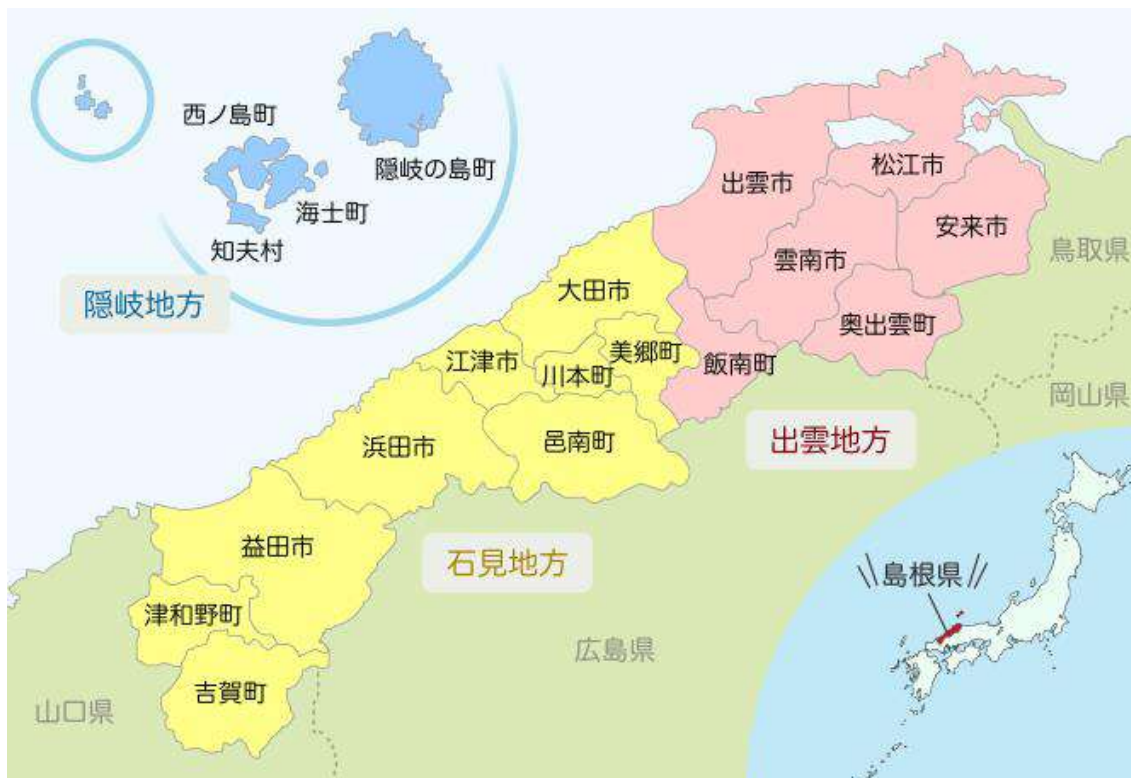 西ノ島町
隠岐の島町
海士町
知夫村
隠岐地方
松江市
出雲市
安来市
雲南市
鳥取県
大田市
奥出雲町
美郷町
江津市
飯南町
川本町
岡山県
浜田市
邑南町
出雲地方
益田市
石見地方
島根県
津和野町
広島県
吉賀町
山口県